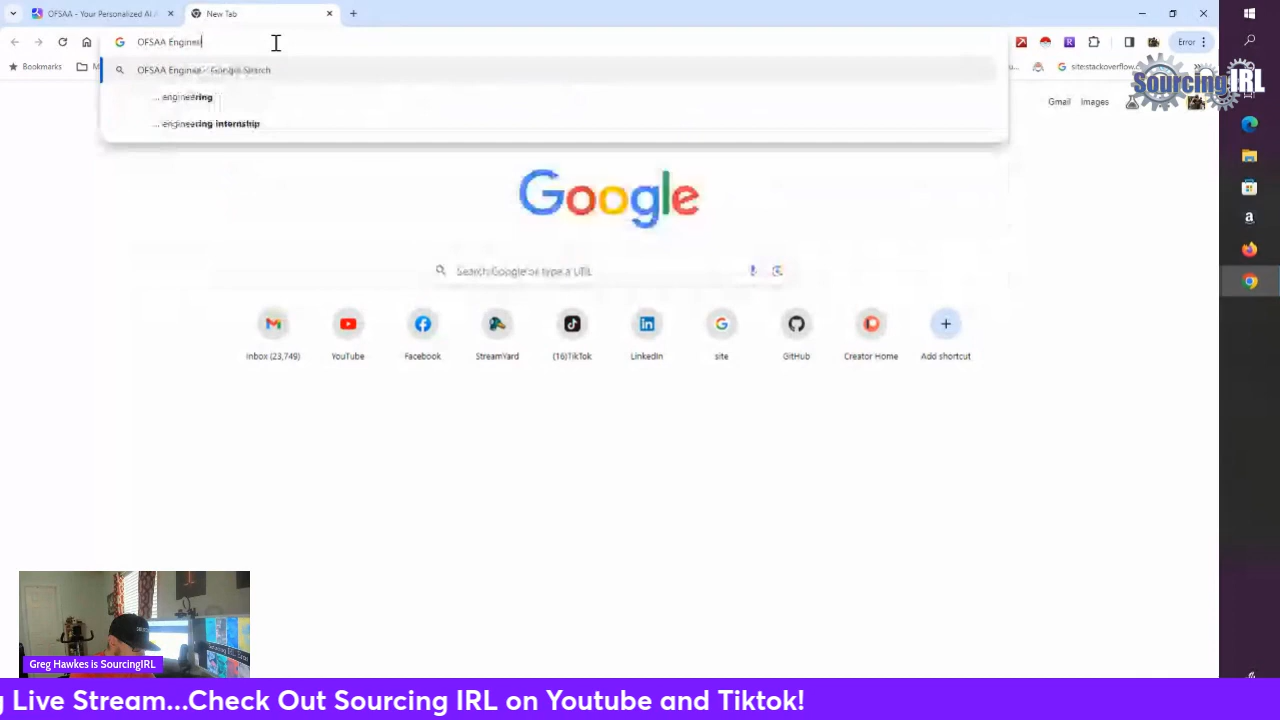 OFSAA - Your Personalized AI
New Tab
OFSAA Engine
Error
Bookmarks
M
OFSAA Engine - Google Search
... engineering
... engineering internship
u...
site:stackoverflow.c
SourcingIRL
Gmail
Images
Google
Search Google or type a URL
Inbox (23,749)
YouTube
Facebook
StreamYard
(16)TikTok
LinkedIn
site
GitHub
Creator Home
Add shortcut
Greg Hawkes is SourcingIRL
g Live Stream...Check Out Sourcing IRL on Youtube and Tiktok!